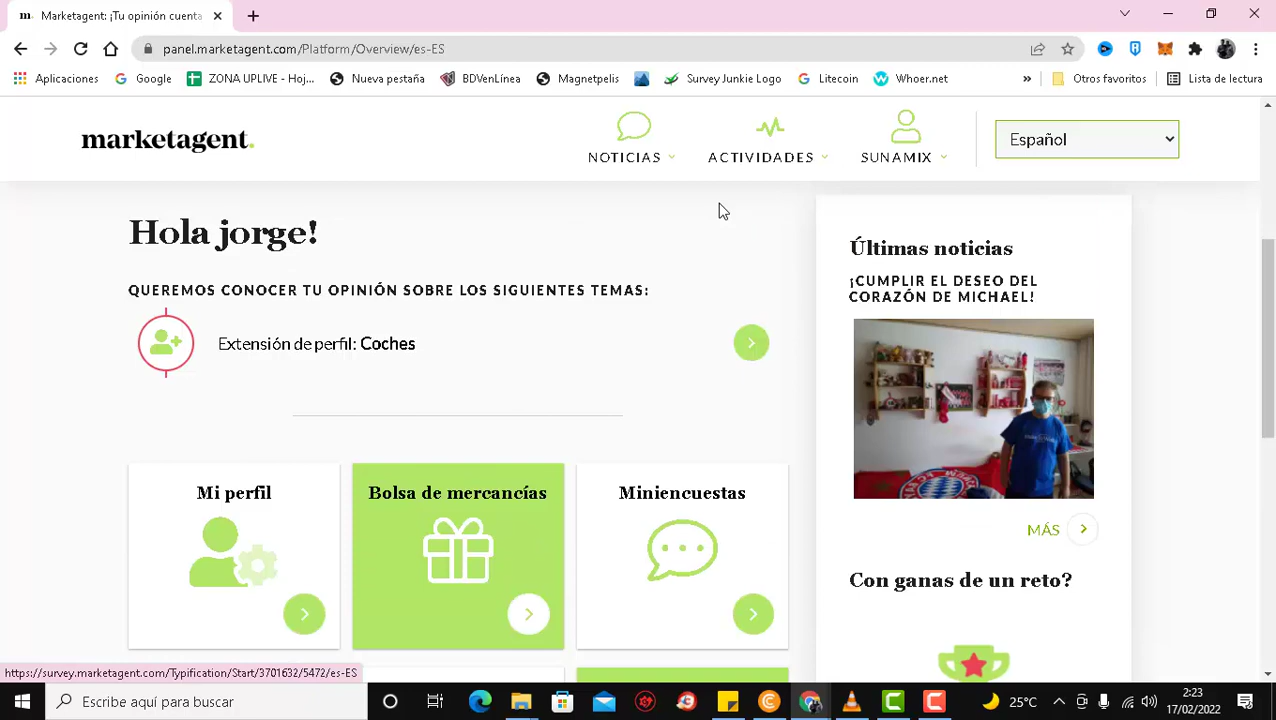 m. Marketagent: ¡Tu opinión cuenta
panel.marketagent.com/Platform/Overview/es-ES
Aplicaciones Google ZONA UPLIVE - Hoj... Nueva pestaña BDVenLínea Magnetpelis Survey Junkie Logo Litecoin Whoer.net » Otros favoritos Lista de lectura
marketagent.
NOTICIAS ACTIVIDADES SUNAMIX Español
Hola jorge!
QUEREMOS CONOCER TU OPINIÓN SOBRE LOS SIGUIENTES TEMAS:
Extensión de perfil: Coches
Mi perfil
Bolsa de mercancías
Miniencuestas
Últimas noticias
¡CUMPLIR EL DESEO DEL
CORAZÓN DE MICHAEL!
MÁS
Con ganas de un reto?
https://survey.marketagent.com/Typification/Start/3701632/5472/es-ES
Escribe aquí para buscar
25°C
2:23
17/02/2022